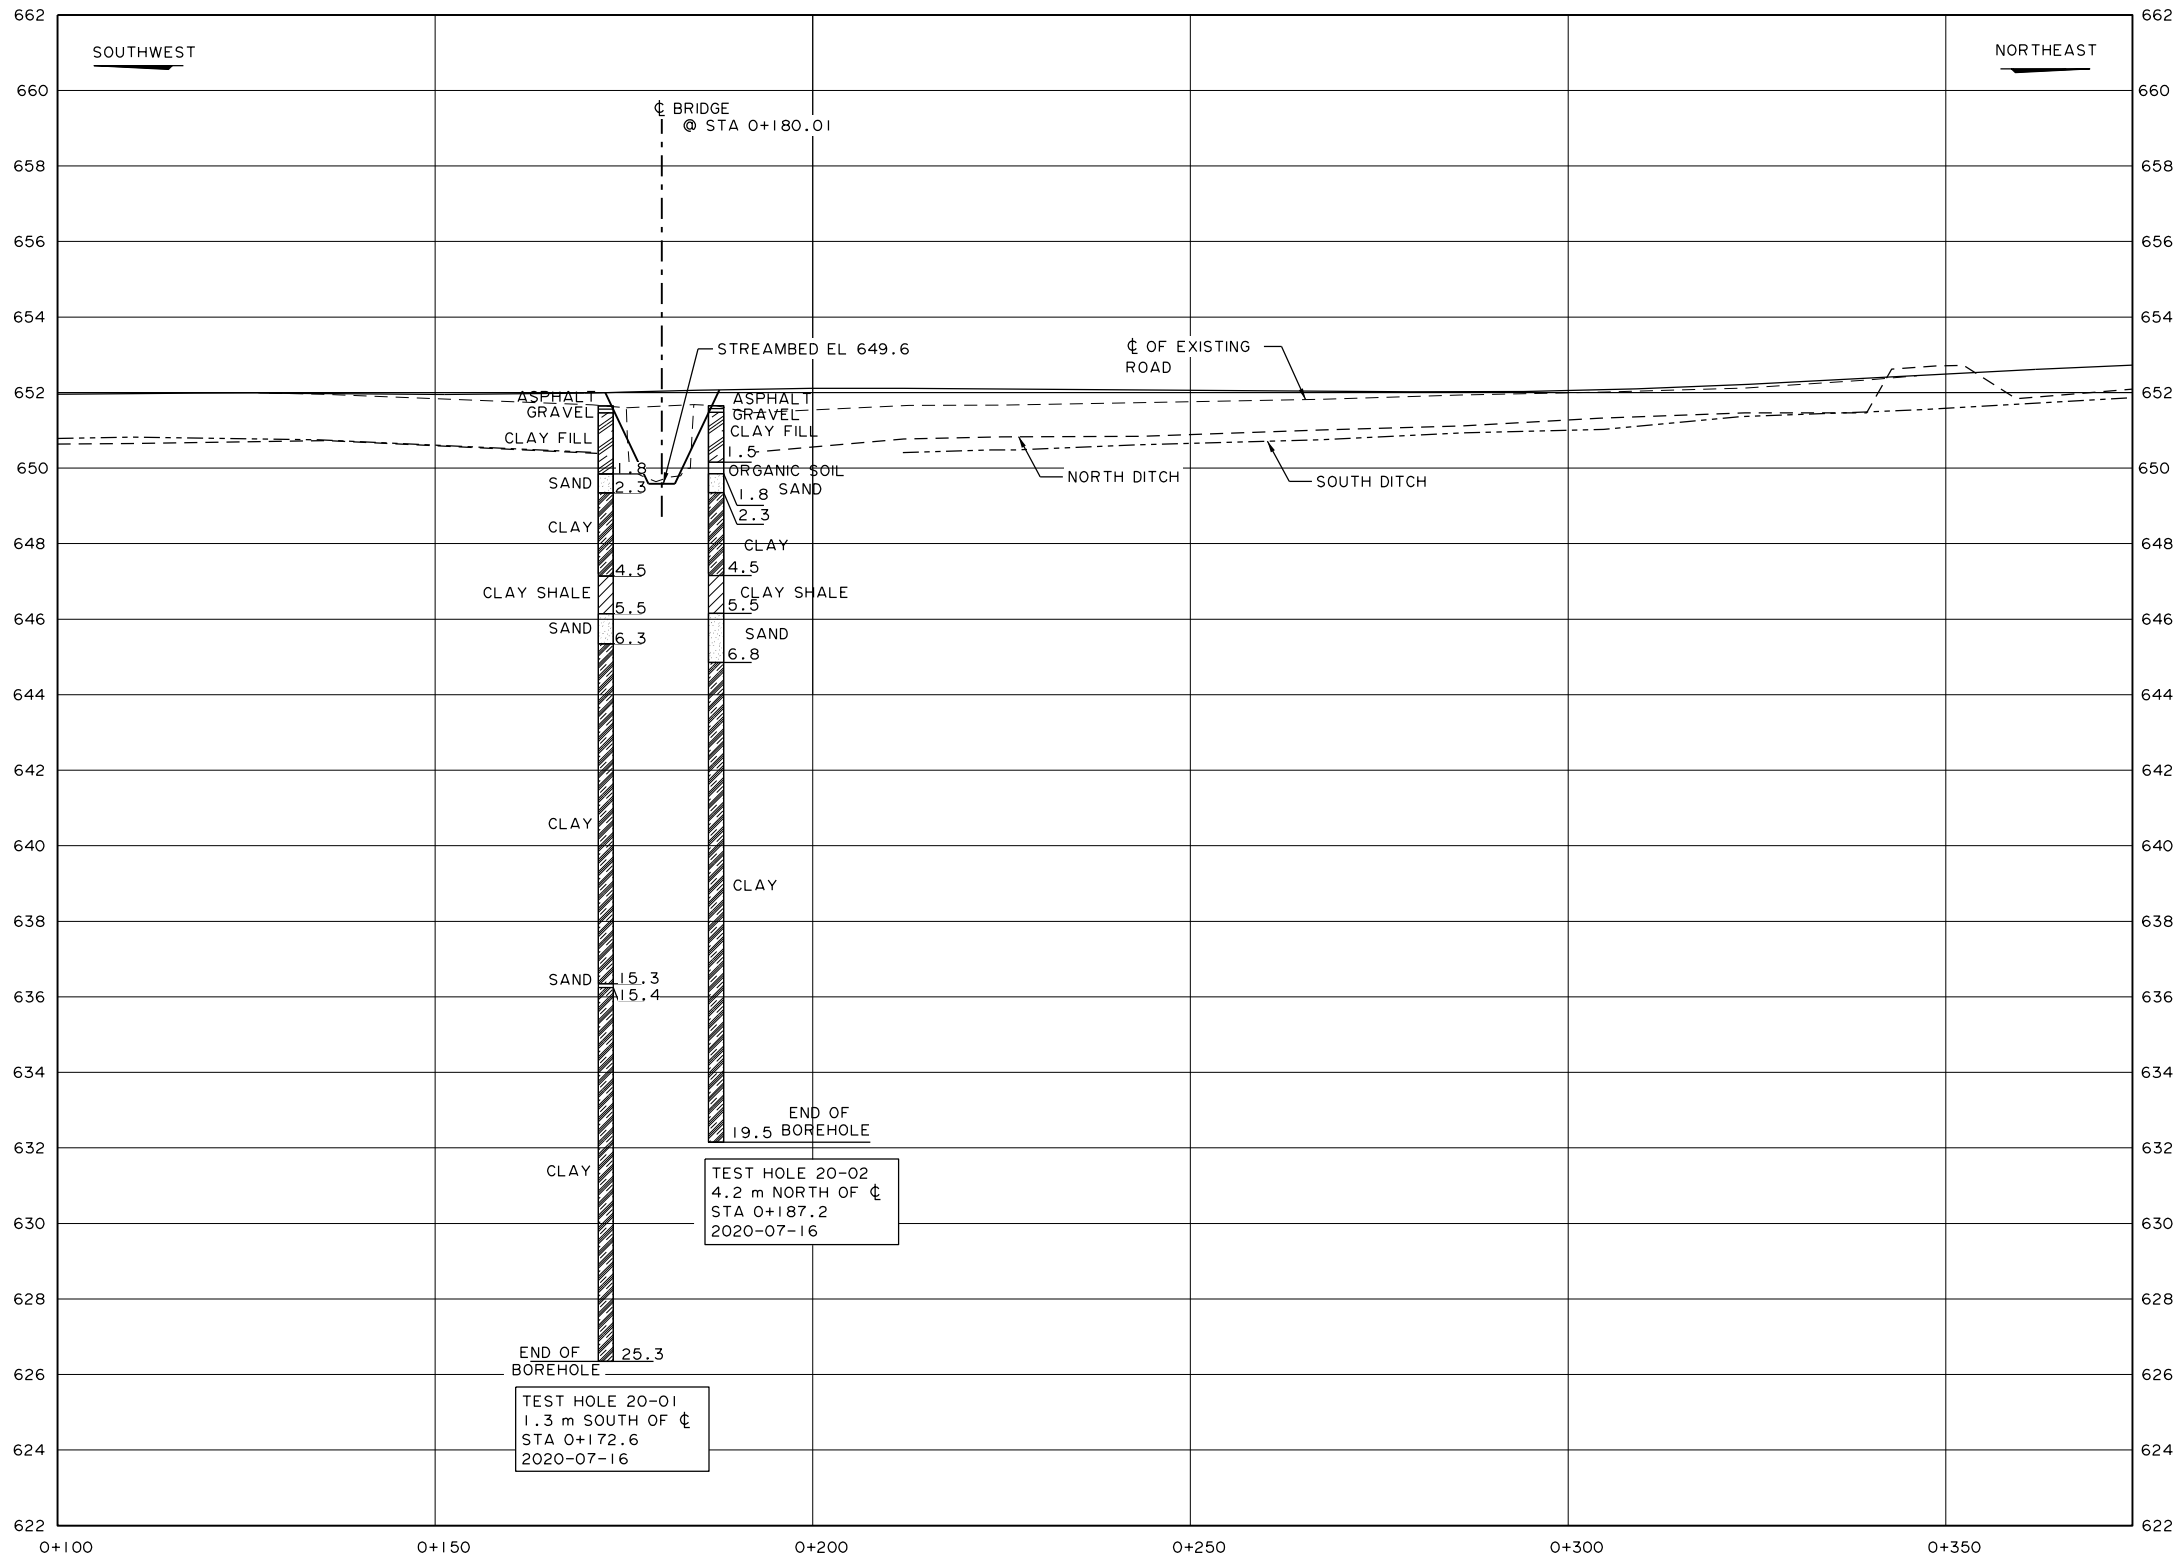 662
662
SOUTHWEST
NORTHEAST
660
660
℄ BRIDGE
@ STA 0+180.01
658
658
656
656
654
654
STREAMBED EL 649.6
℄ OF EXISTING
ROAD
652
652
ASPHALT
GRAVEL
CLAY FILL
1.8
SAND
2.3
CLAY
4.5
CLAY SHALE
5.5
SAND
6.3
CLAY
SAND
15.3
15.4
CLAY
END OF
BOREHOLE
25.3
ASPHALT
GRAVEL
CLAY FILL
1.5
ORGANIC SOIL
SAND
1.8
2.3
CLAY
4.5
CLAY SHALE
5.5
SAND
6.8
CLAY
END OF
19.5 BOREHOLE
NORTH DITCH
SOUTH DITCH
650
650
648
648
646
646
644
644
642
642
640
640
638
638
636
636
634
634
632
632
TEST HOLE 20-02
4.2 m NORTH OF ℄
STA 0+187.2
2020-07-16
630
630
628
628
626
626
TEST HOLE 20-01
1.3 m SOUTH OF ℄
STA 0+172.6
2020-07-16
624
624
622
622
0+100
0+150
0+200
0+250
0+300
0+350